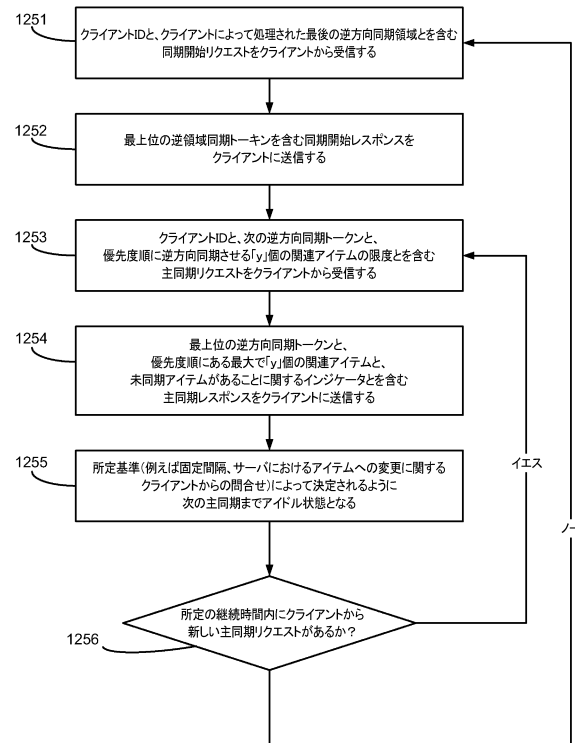 1251
クライアントIDと、クライアントによって処理された最後の逆方向同期領域とを含む
同期開始リクエストをクライアントから受信する
1252
最上位の逆領域同期トーキンを含む同期開始レスポンスを
クライアントに送信する
1253
クライアントIDと、次の逆方向同期トークンと、
優先度順に逆方向同期させる「y」個の関連アイテムの限度とを含む
主同期リクエストをクライアントから受信する
1254
最上位の逆方向同期トークンと、
優先度順にある最大で「y」個の関連アイテムと、
未同期アイテムがあることに関するインジケータとを含む
主同期レスポンスをクライアントに送信する
1255
所定基準（例えば固定間隔、サーバにおけるアイテムへの変更に関する
クライアントからの問合せ）によって決定されるように
次の主同期までアイドル状態となる
イエス
ノー
所定の継続時間内にクライアントから
新しい主同期リクエストがあるか？
1256